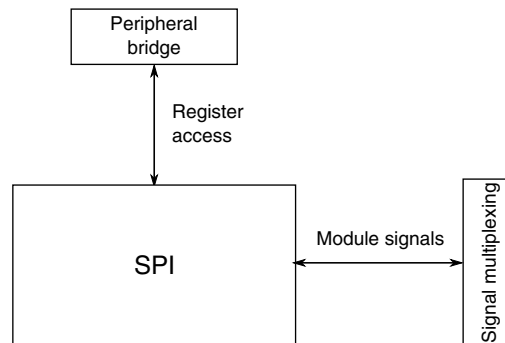 Peripheral
bridge
Register
access
SPI
Module signals
Signal multiplexing